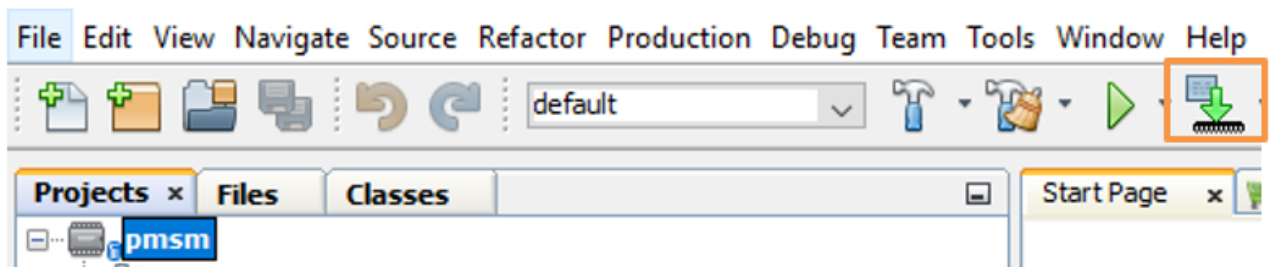 File Edit View Navigate Source Refactor Production Debug Team Tools Window Help
default
Projects x Files Classes Start Page x
pmsm